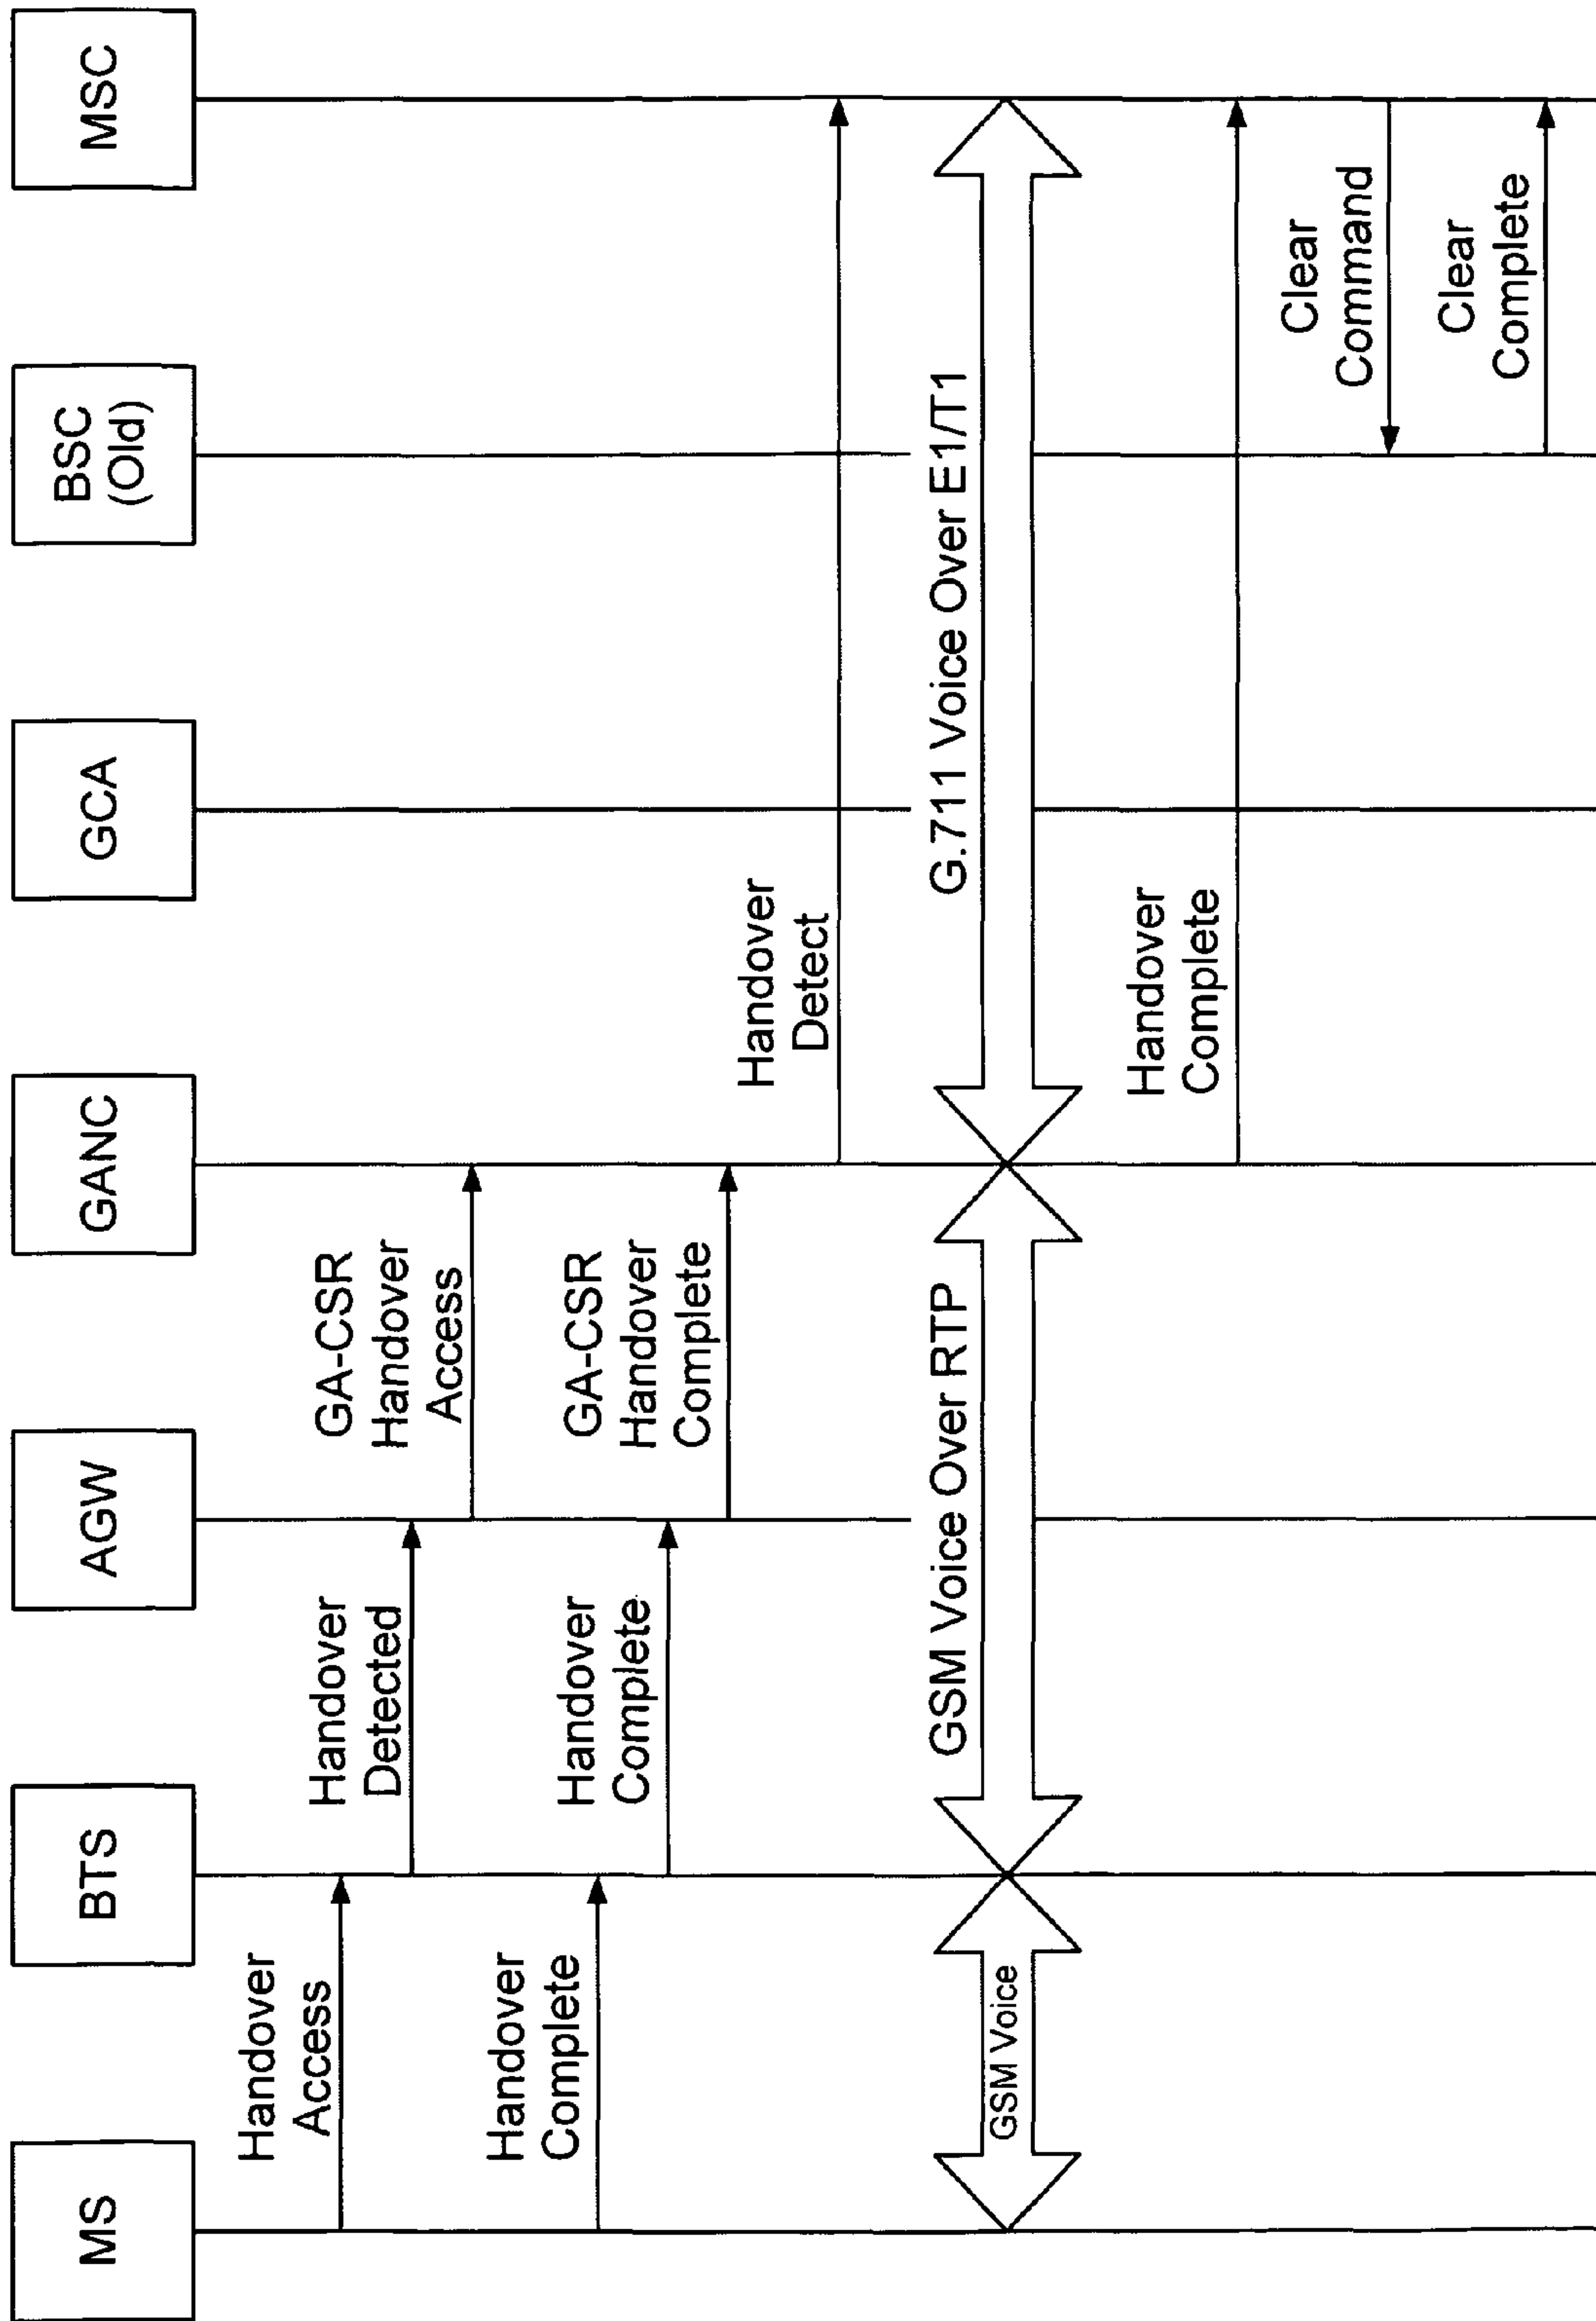 MS
BTS
AGW
GANC
GCA
BSC
(Old)
MSC
Handover
Access
Handover
Detected
GA-CSR
Handover
Access
Handover
Complete
Handover
Complete
GA-CSR
Handover
Complete
Handover
Detect
GSM Voice
GSM Voice Over RTP
G.711 Voice Over E1/T1
Handover
Complete
Clear
Command
Clear
Complete